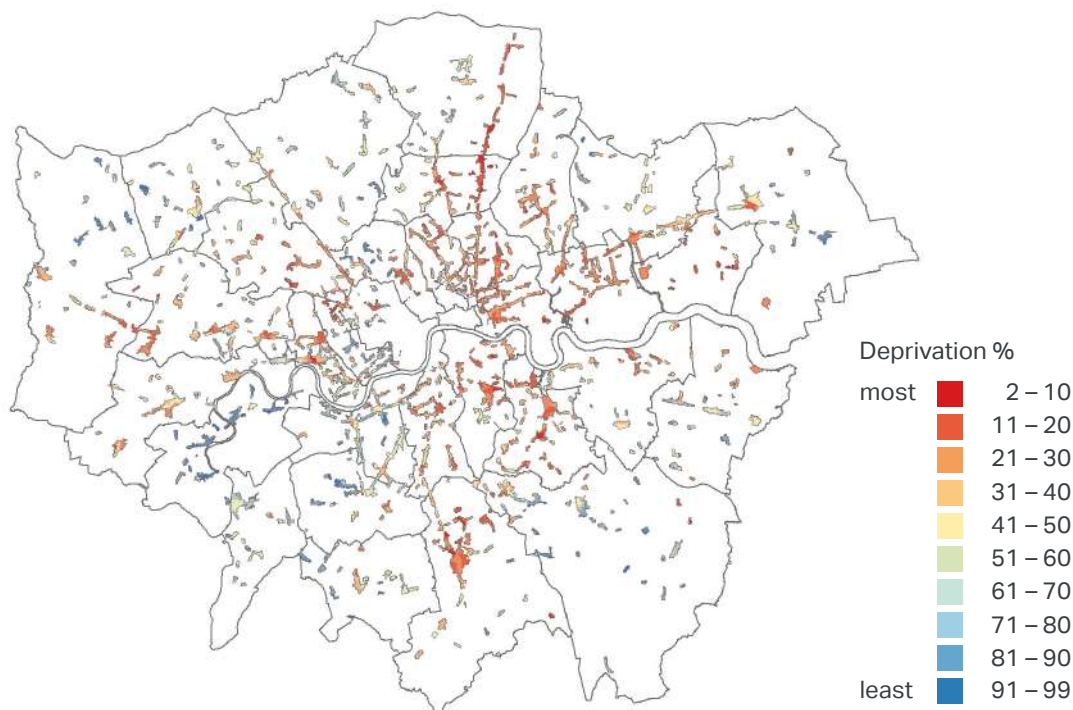 Deprivation %
most 2 – 10
11 – 20
21 – 30
31 – 40
41 – 50
51 – 60
61 – 70
71 – 80
81 – 90
least 91 – 99